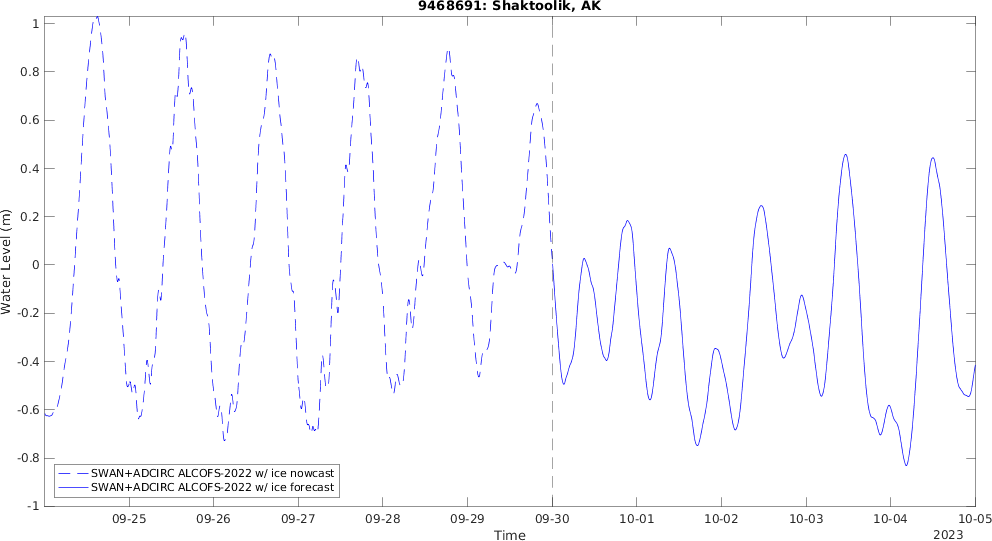 9468691: Shaktoolik, AK
Water Level (m)
1
0.8
0.6
0.4
0.2
0
-0.2
-0.4
-0.6
-0.8
-1
SWAN+ADCIRC ALCOFS-2022 w/ ice nowcast
SWAN+ADCIRC ALCOFS-2022 w/ ice forecast
09-25 09-26 09-27 09-28 09-29 09-30 10-01 10-02 10-03 10-04 10-05
Time
2023